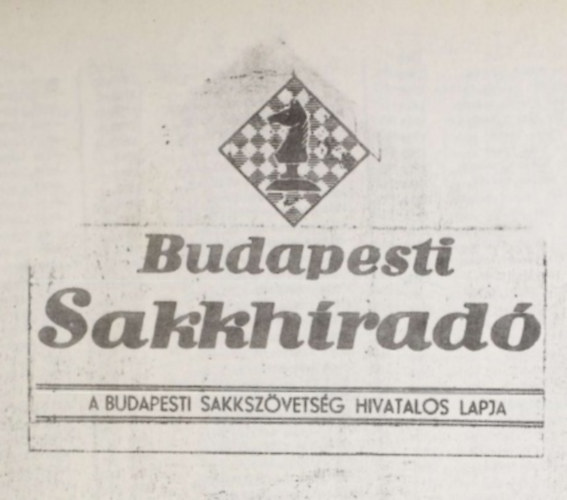 Budapesti
Sakkhíradó
A BUDAPESTI SAKKSZÖVETSÉG HIVATALOS LAPJA